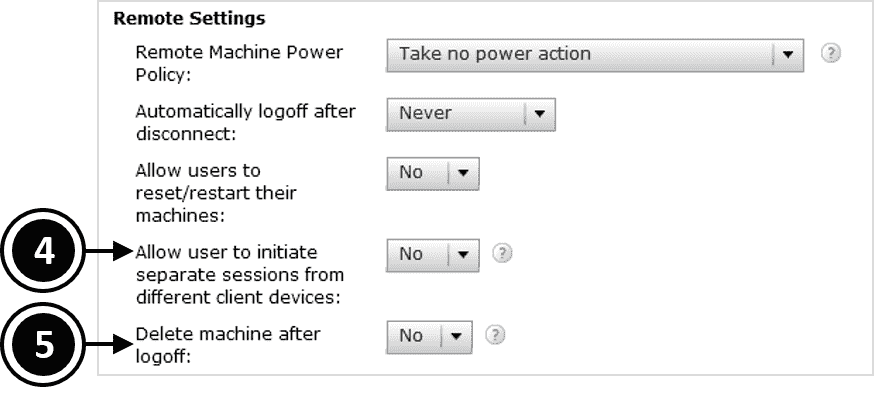 Remote Settings
Remote Machine Power
Policy:
Take no power action
?
Automatically logoff after
disconnect:
Never
Allow users to
reset/restart their
machines:
No
4
Allow user to initiate
separate sessions from
different client devices:
No
?
5
Delete machine after
logoff:
No
?